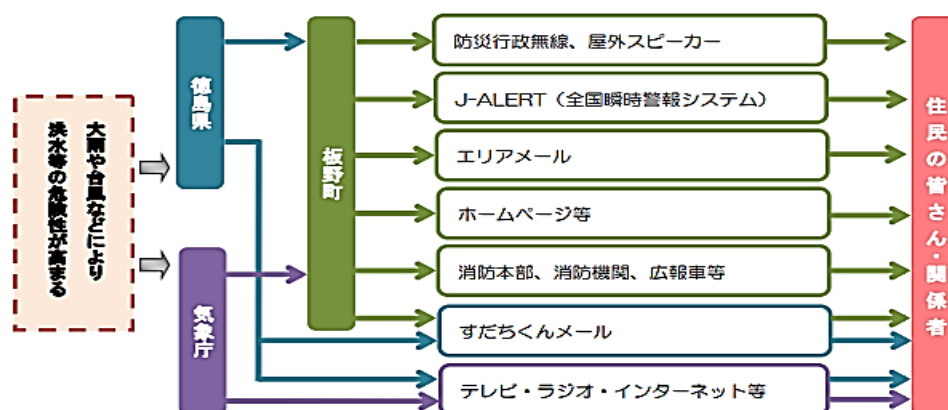 大雨や台風などにより
洪水等の危険性が高まる
徳島県
気象庁
板野町
防災行政無線、屋外スピーカー
J-ALERT（全国瞬時警報システム）
エリアメール
ホームページ等
消防本部、消防機関、広報車等
すだちくんメール
テレビ・ラジオ・インターネット等
住民の皆さん・関係者